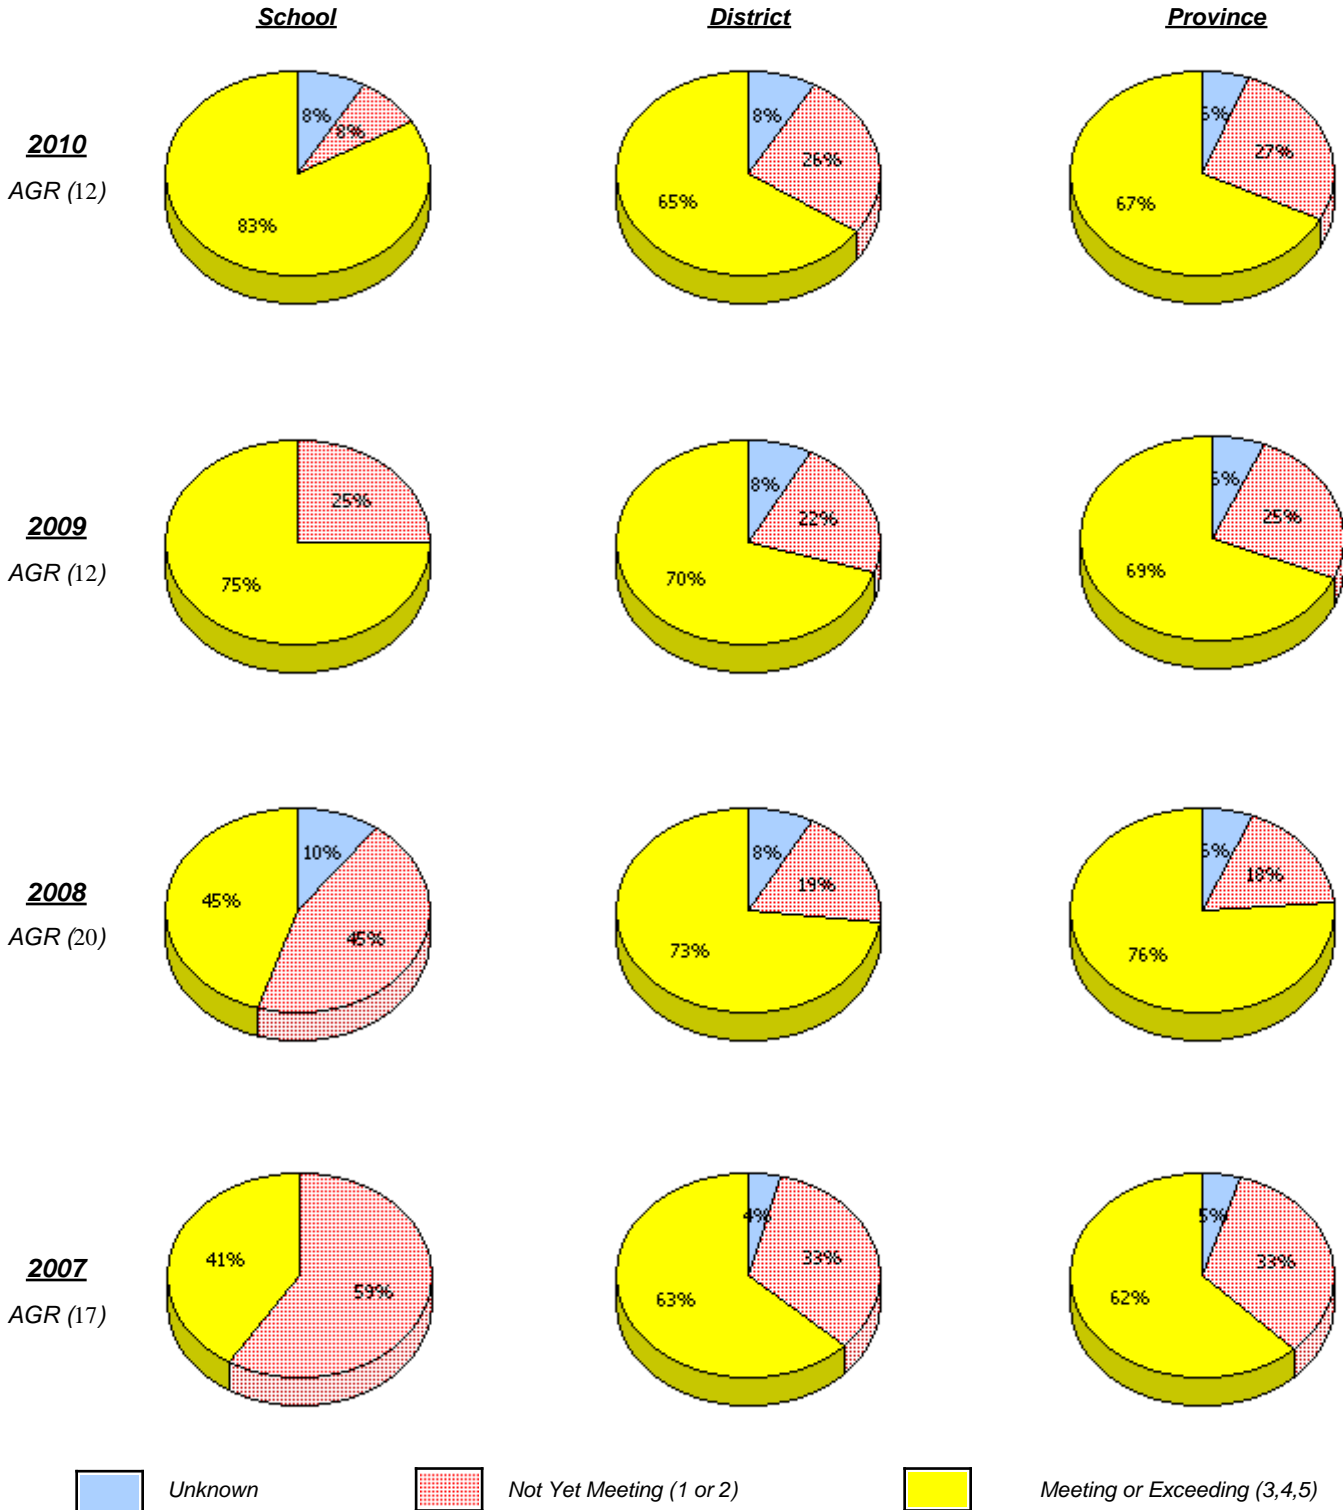 School District Province
2010
AGR (12)
8% 8% 83%
8% 26% 65%
6% 27% 67%
2009
AGR (12)
25% 75%
8% 22% 70%
6% 25% 69%
2008
AGR (20)
10% 45% 45%
8% 19% 73%
6% 18% 76%
2007
AGR (17)
41% 59%
4% 33% 63%
5% 33% 62%
Unknown Not Yet Meeting (1 or 2) Meeting or Exceeding (3,4,5)